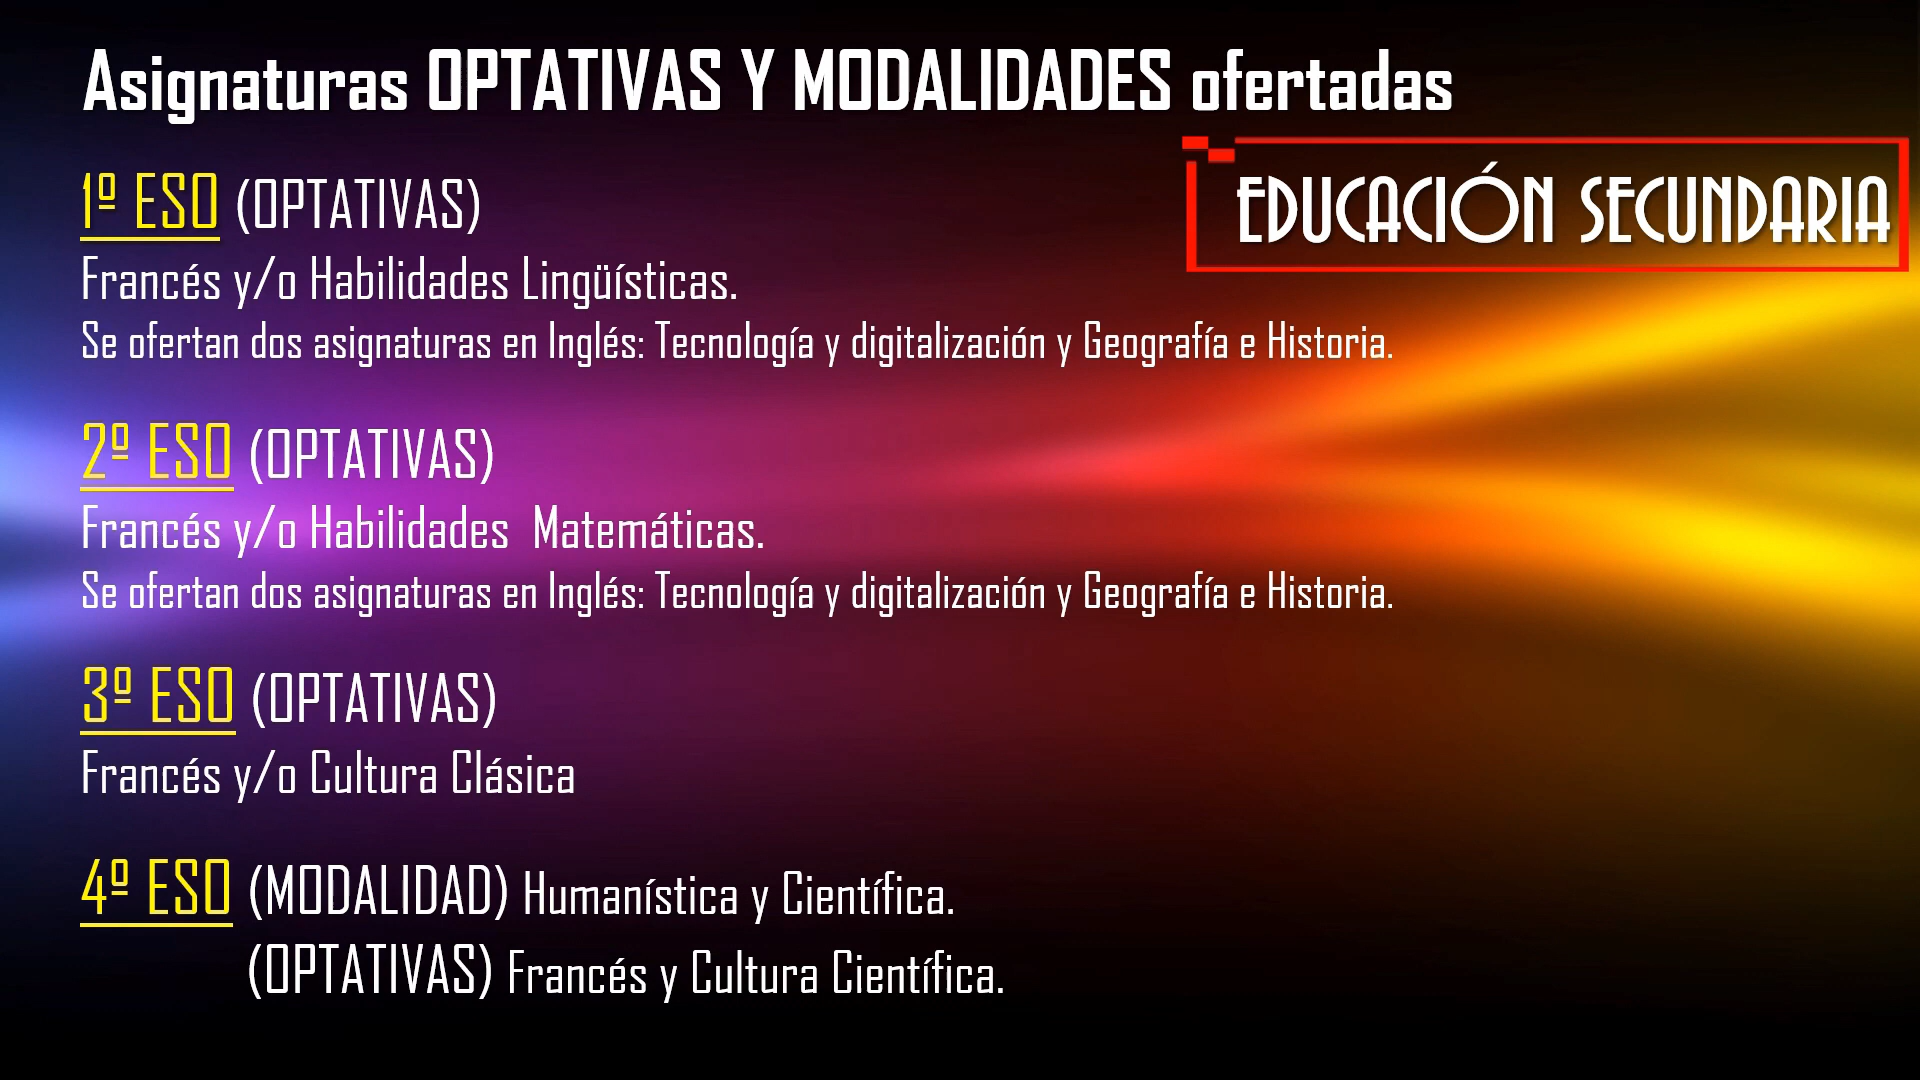 Asignaturas OPTATIVAS Y MODALIDADES ofertadas
EDUCACIÓN SECUNDARIA
1º ESO (OPTATIVAS)
Francés y/o Habilidades Lingüísticas.
Se ofertan dos asignaturas en Inglés: Tecnología y digitalización y Geografía e Historia.
2º ESO (OPTATIVAS)
Francés y/o Habilidades Matemáticas.
Se ofertan dos asignaturas en Inglés: Tecnología y digitalización y Geografía e Historia.
3º ESO (OPTATIVAS)
Francés y/o Cultura Clásica
4º ESO (MODALIDAD) Humanística y Científica.
(OPTATIVAS) Francés y Cultura Científica.